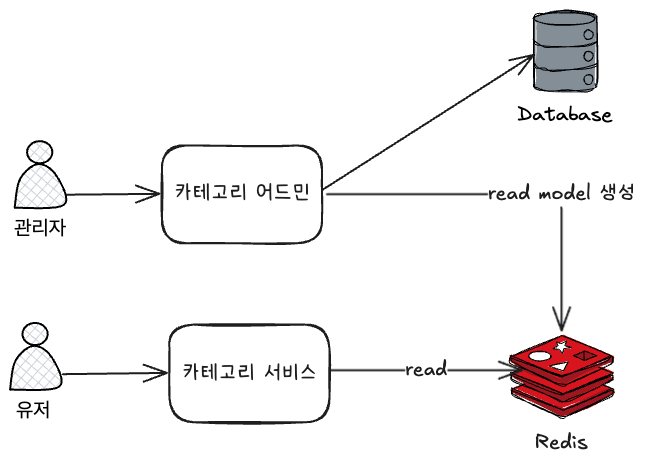 Database
카테고리 어드민
read model 생성
관리자
카테고리 서비스
read
유저
Redis